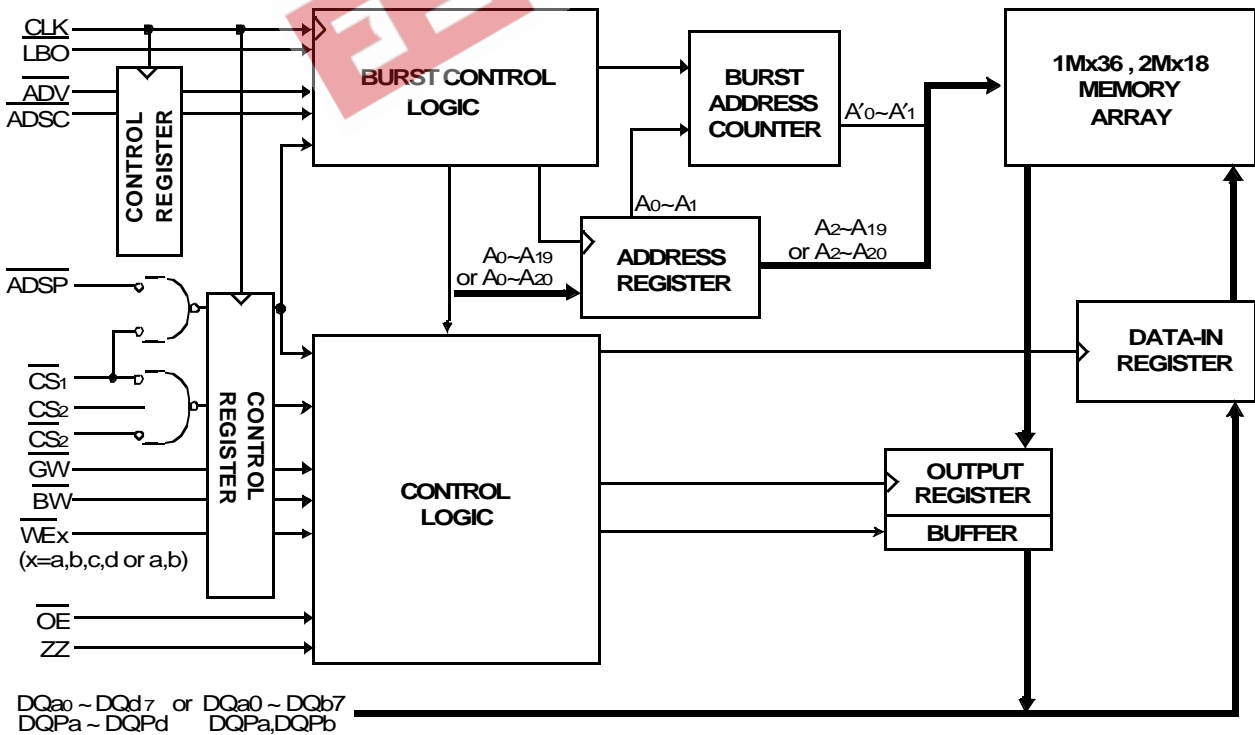 CLK
LBO
ADV
ADSC
CONTROL
REGISTER
BURST CONTROL
LOGIC
BURST
ADDRESS
COUNTER
A′0~A′1
1Mx36 , 2Mx18
MEMORY
ARRAY
A0~A1
A0~A19
or A0~A20
ADDRESS
REGISTER
A2~A19
or A2~A20
ADSP
CS1
CS2
CS2
GW
BW
WEx
(x=a,b,c,d or a,b)
OE
ZZ
CONTROL
REGISTER
CONTROL
LOGIC
DATA-IN
REGISTER
OUTPUT
REGISTER
BUFFER
DQa0 ~ DQd7 or DQa0 ~ DQb7
DQPa ~ DQPd DQPa,DQPb